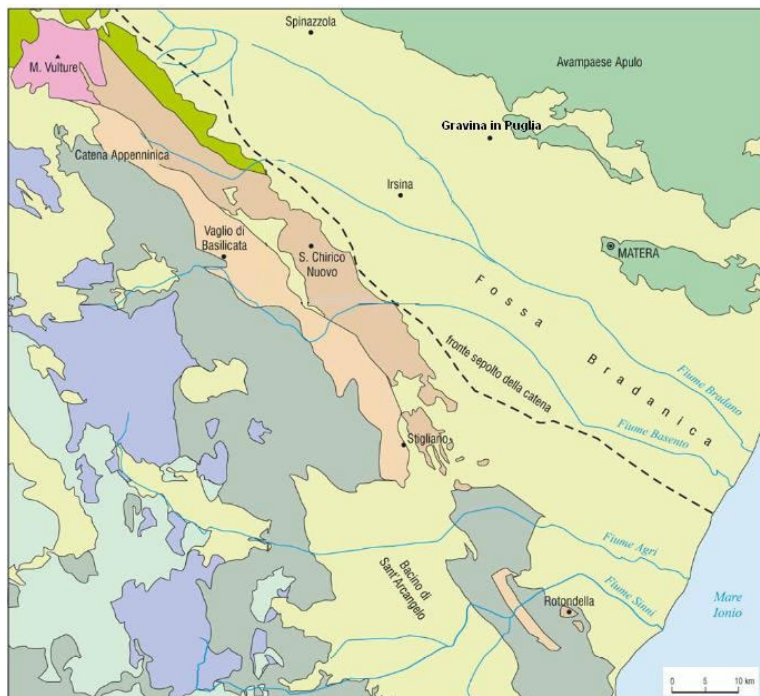 Spinazzola
M. Vulture
Avampaese Apulo
Gravina in Puglia
Catena Appenninica
Irsina
Vaglio di
Basilicata
S. Chirico
Nuovo
MATERA
Fossa
Bradanica
fronte sepolto della catena
Fiume Bradano
Fiume Basento
Stigliano
Bacino di
Sant'Arcangelo
Fiume Agri
Fiume Sinni
Rotondella
Mare
Ionio
0 5 10 km